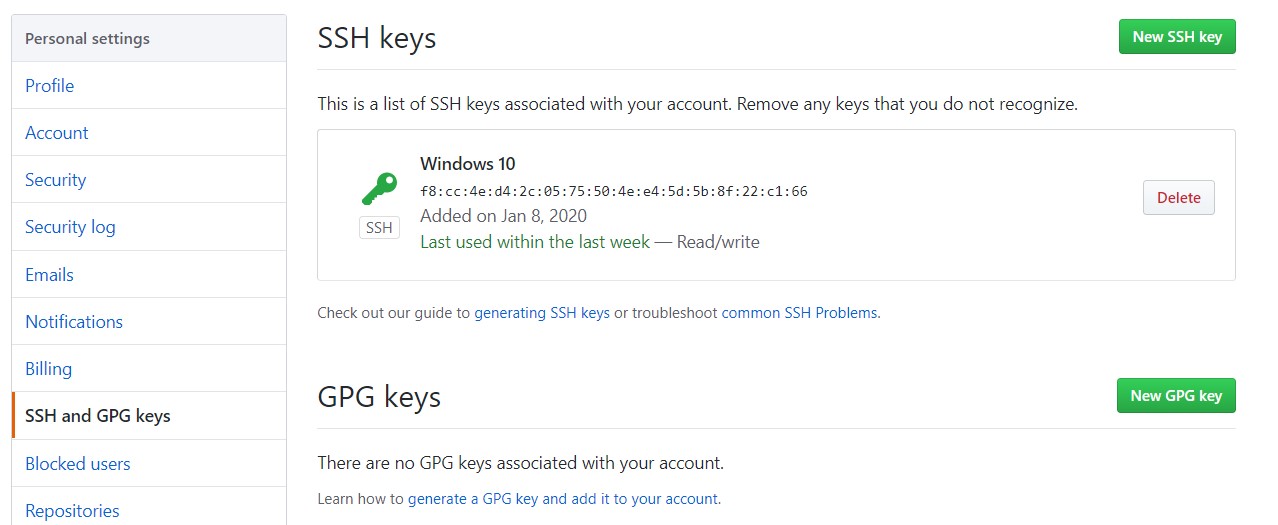 Personal settings
Profile
Account
Security
Security log
Emails
Notifications
Billing
SSH and GPG keys
Blocked users
Repositories
SSH keys
New SSH key
This is a list of SSH keys associated with your account. Remove any keys that you do not recognize.
Windows 10
f8:cc:4e:d4:2c:05:75:50:4e:e4:5d:5b:8f:22:c1:66
Added on Jan 8, 2020
SSH
Last used within the last week — Read/write
Delete
Check out our guide to generating SSH keys or troubleshoot common SSH Problems.
GPG keys
New GPG key
There are no GPG keys associated with your account.
Learn how to generate a GPG key and add it to your account.